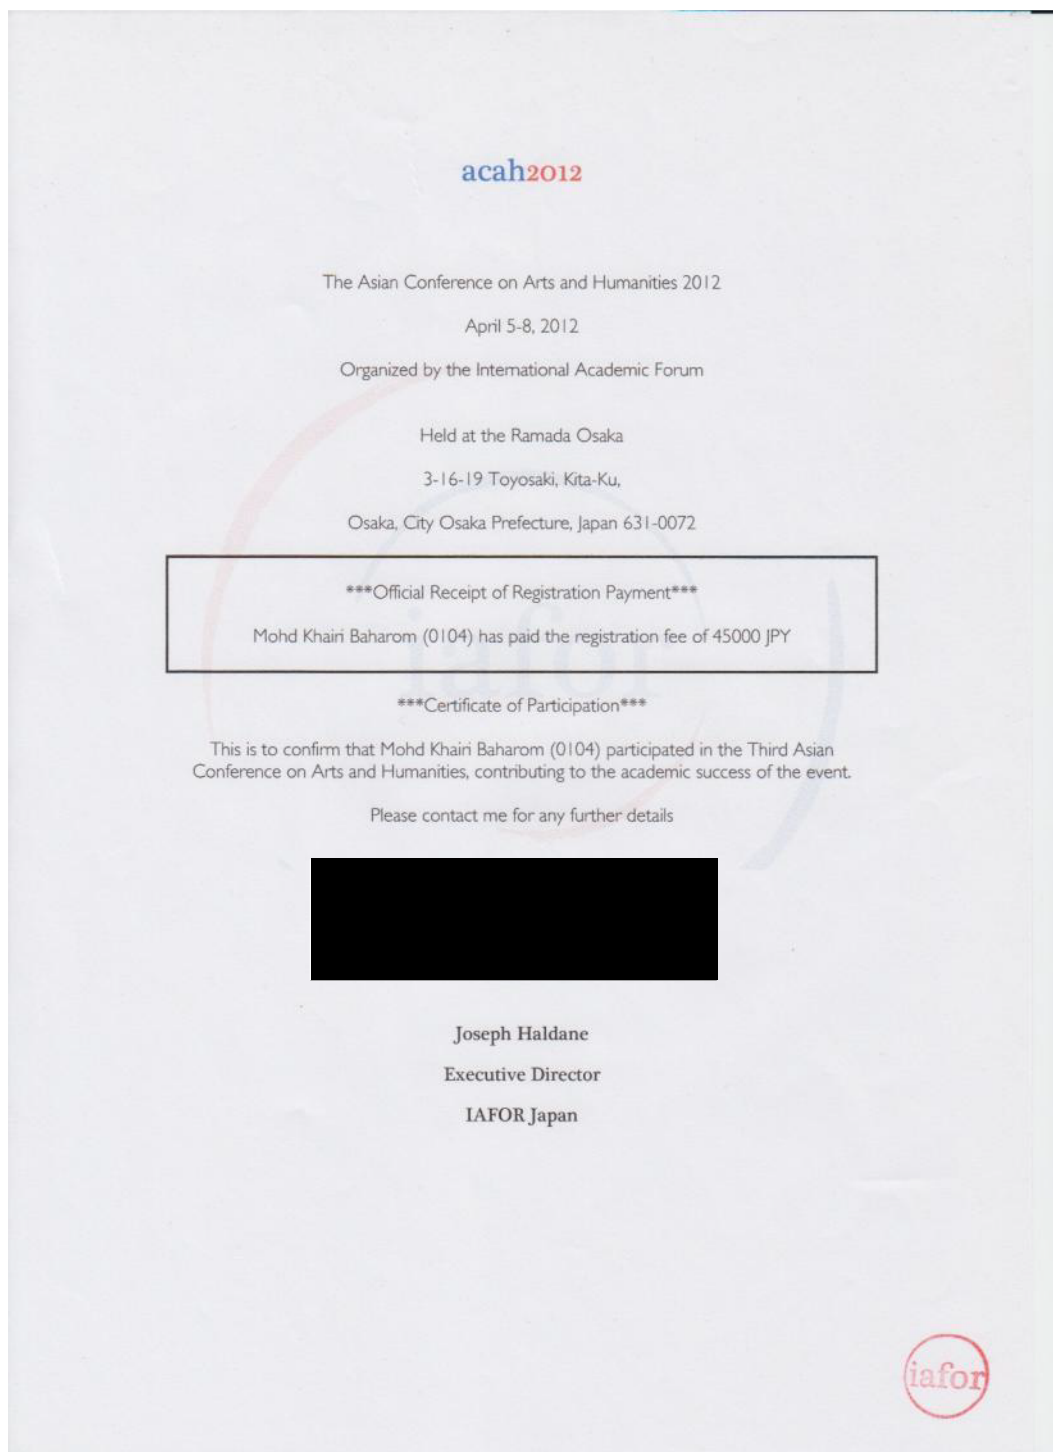 acah2012
The Asian Conference on Arts and Humanities 2012
April 5-8, 2012
Organized by the International Academic Forum
Held at the Ramada Osaka
3-16-19 Toyosaki, Kita-Ku,
Osaka, City Osaka Prefecture, Japan 631-0072
***Official Receipt of Registration Payment***
Mohd Khairi Baharom (0104) has paid the registration fee of 45000 JPY
iafor
***Certificate of Participation***
This is to confirm that Mohd Khairi Baharom (0104) participated in the Third Asian
Conference on Arts and Humanities, contributing to the academic success of the event.
Please contact me for any further details
Joseph Haldane
Executive Director
IAFOR Japan
iafor